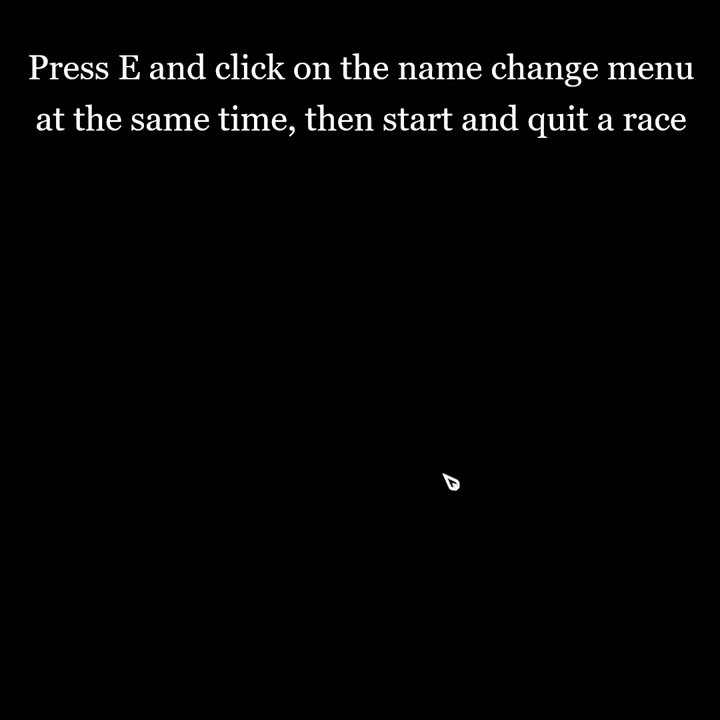 Press E and click on the name change menu
at the same time, then start and quit a race